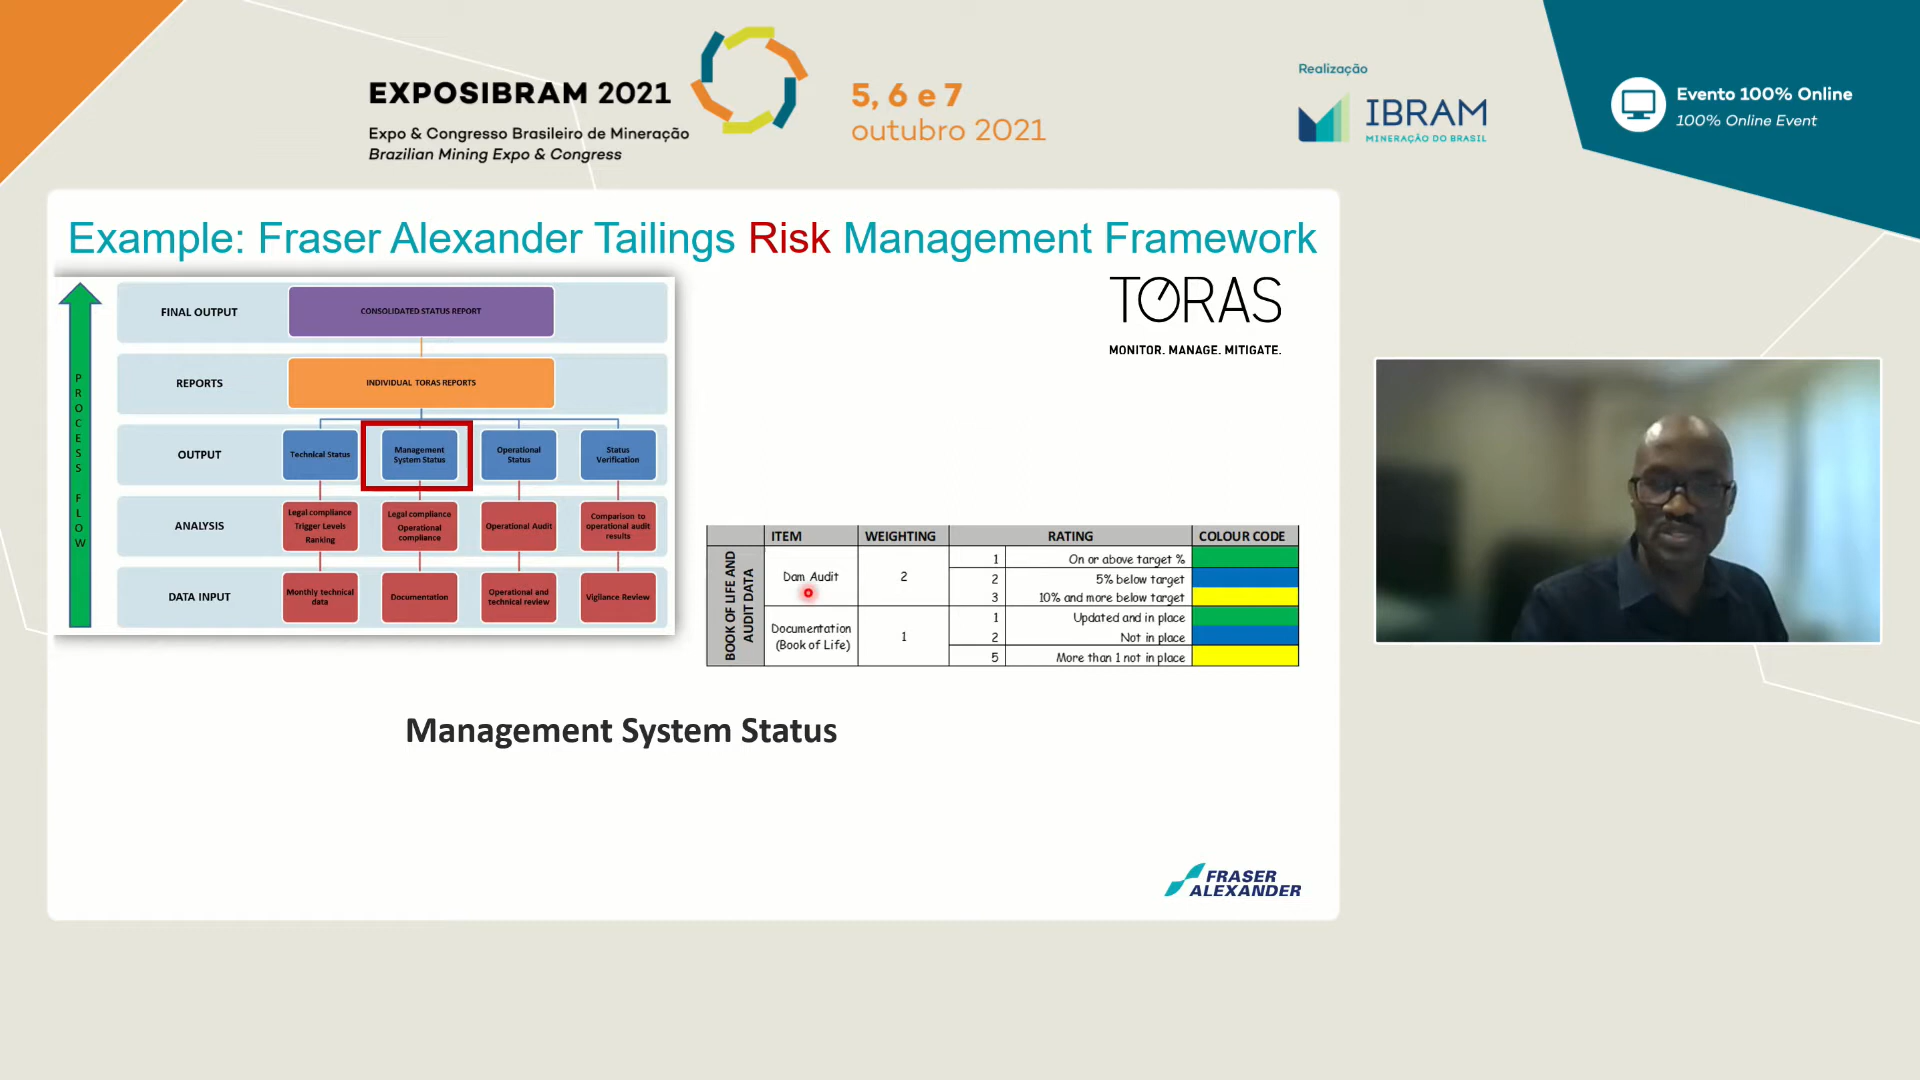 EXPOSIBRAM 2021
Expo & Congresso Brasileiro de Mineração
Brazilian Mining Expo & Congress
5, 6 e 7
outubro 2021
Realização
IBRAM
MINERAÇÃO DO BRASIL
Evento 100% Online
100% Online Event
Example: Fraser Alexander Tailings Risk Management Framework
TORAS
MONITOR. MANAGE. MITIGATE.
PROCESS FLOW
FINAL OUTPUT
CONSOLIDATED STATUS REPORT
REPORTS
INDIVIDUAL TORAS REPORTS
OUTPUT
Technical Status
Management
System Status
Operational
Status
Status
Verification
ANALYSIS
Legal compliance
Trigger Levels
Ranking
Legal compliance
Operational
compliance
Operational Audit
Comparison to
operational audit
results
DATA INPUT
Monthly technical
data
Documentation
Operational and
technical review
Vigilance Review
ITEM WEIGHTING RATING COLOUR CODE
BOOK OF LIFE AND
AUDIT DATA
Dam Audit 2
1 On or above target %
2 5% below target
3 10% and more below target
Documentation
(Book of Life) 1
1 Updated and in place
2 Not in place
5 More than 1 not in place
Management System Status
FRASER
ALEXANDER